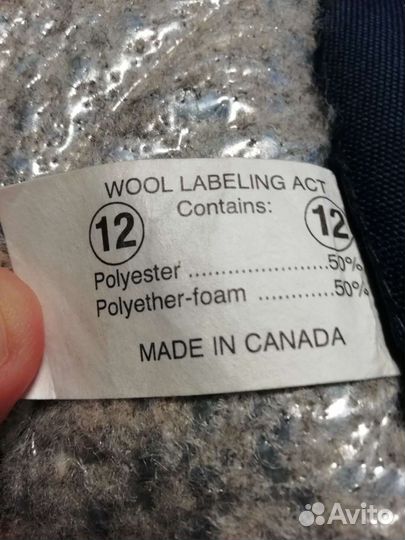 WOOL LABELING ACT
12 Contains: 12
Polyester ........................50%
Polyether-foam .............50%
MADE IN CANADA
Avito